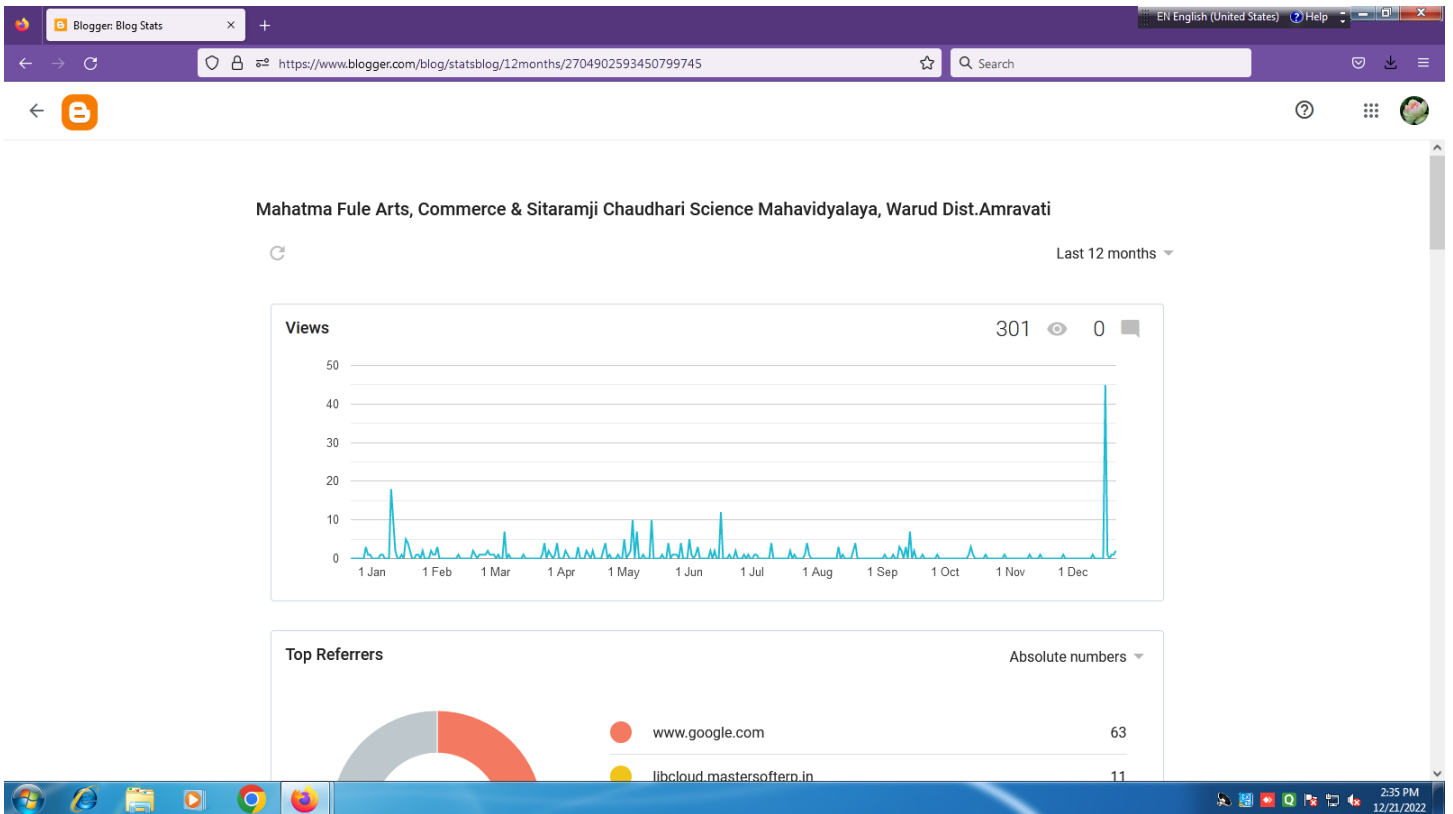 Blogger: Blog Stats
EN English (United States) Help
https://www.blogger.com/blog/statsblog/12months/2704902593450799745
Search
Mahatma Fule Arts, Commerce & Sitaramji Chaudhari Science Mahavidyalaya, Warud Dist.Amravati
Last 12 months
Views
301 0
50
40
30
20
10
0
1 Jan 1 Feb 1 Mar 1 Apr 1 May 1 Jun 1 Jul 1 Aug 1 Sep 1 Oct 1 Nov 1 Dec
Top Referrers
Absolute numbers
www.google.com 63
libcloud.mastersofterp.in 11
2:35 PM
12/21/2022